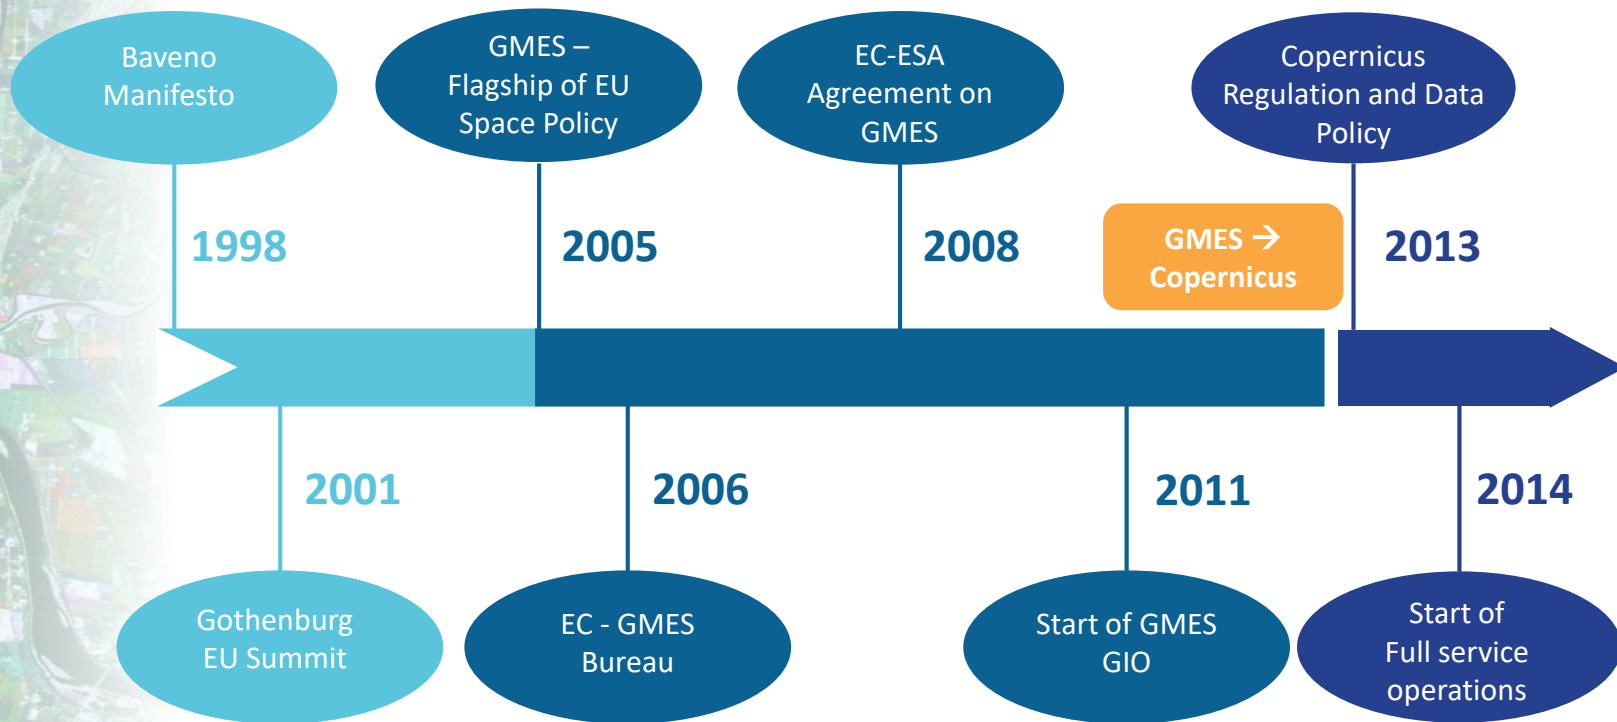 Baveno
Manifesto
GMES –
Flagship of EU
Space Policy
EC-ESA
Agreement on
GMES
Copernicus
Regulation and Data
Policy
1998
2005
2008
GMES →
Copernicus
2013
2001
2006
2011
2014
Gothenburg
EU Summit
EC - GMES
Bureau
Start of GMES
GIO
Start of
Full service
operations